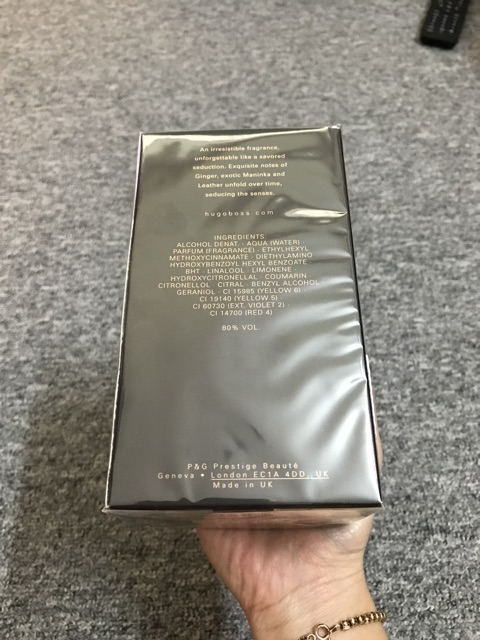 An irresistible fragrance,
unforgettable like a savored
seduction. Exquisite notes of
Ginger, exotic Maninka and
Leather unfold over time,
seducing the senses.
hugoboss.com
INGREDIENTS:
ALCOHOL DENAT. · AQUA (WATER) ·
PARFUM (FRAGRANCE) · ETHYLHEXYL
METHOXYCINNAMATE · DIETHYLAMINO
HYDROXYBENZOYL HEXYL BENZOATE ·
BHT · LINALOOL · LIMONENE ·
HYDROXYCITRONELLAL · COUMARIN ·
CITRONELLOL · CITRAL · BENZYL ALCOHOL ·
GERANIOL · CI 15985 (YELLOW 6) ·
CI 19140 (YELLOW 5) ·
CI 60730 (EXT. VIOLET 2) ·
CI 14700 (RED 4)
80% VOL.
P&G Prestige Beauté
Geneva • London EC1A 4DD, UK
Made in UK